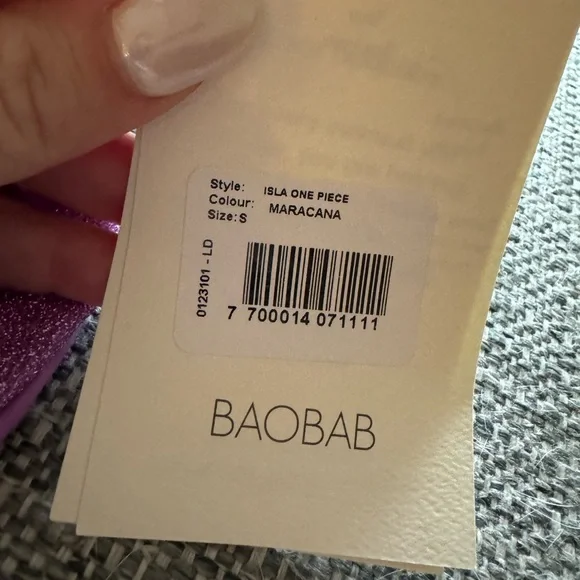 Style: ISLA ONE PIECE
Colour: MARACANA
Size: S
0123101 - LD
7 700014 071111
BAOBAB